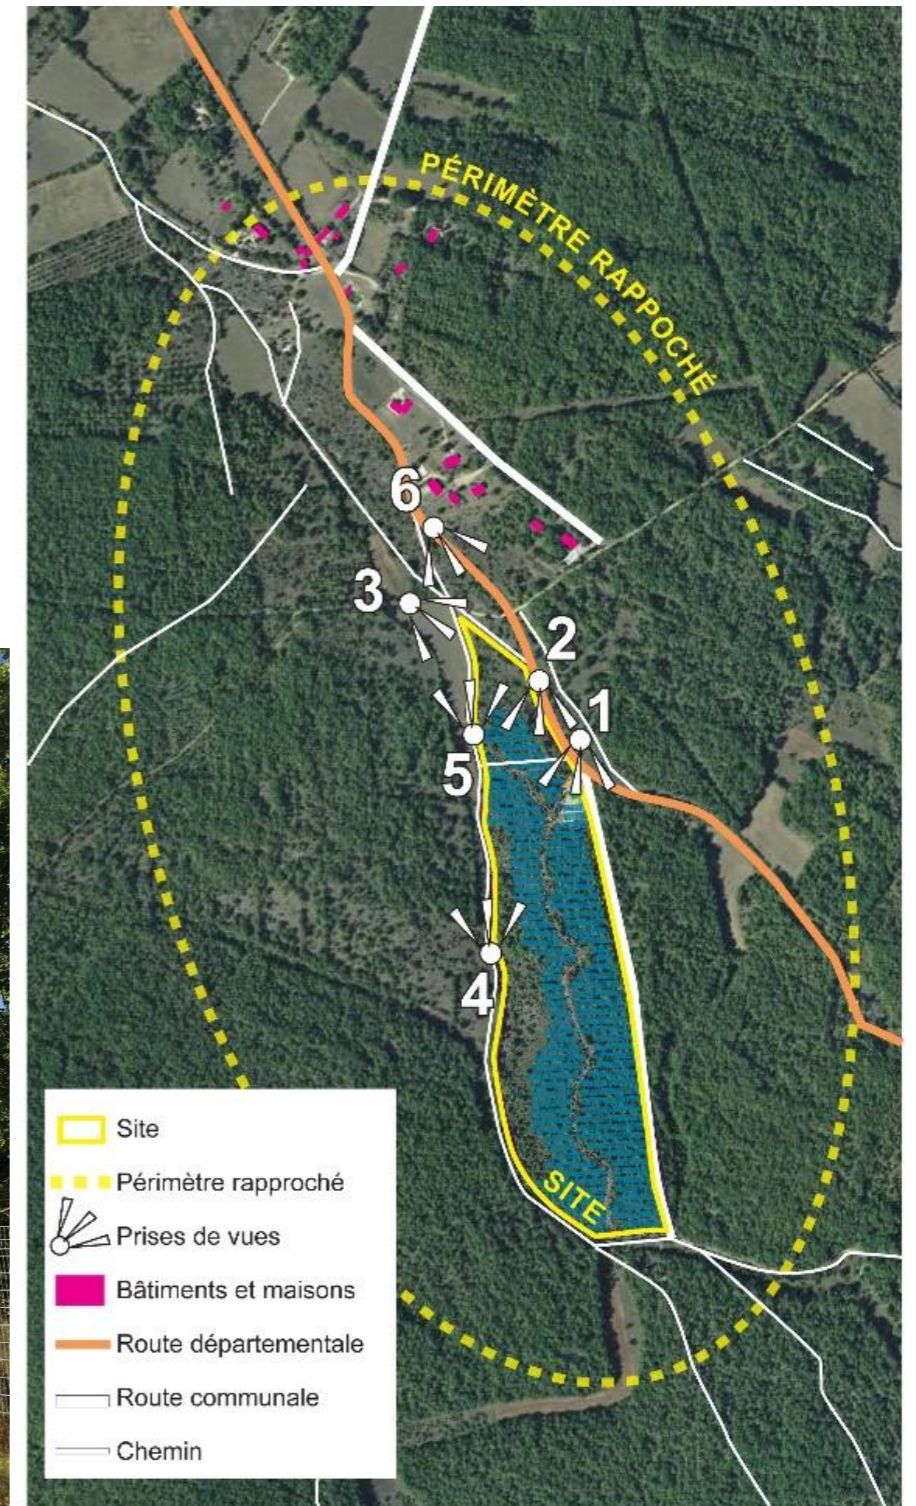 PÉRIMÈTRE RAPPOCHÉ
6
3
2
1
5
4
SITE
Site
Périmètre rapproché
Prises de vues
Bâtiments et maisons
Route départementale
Route communale
Chemin